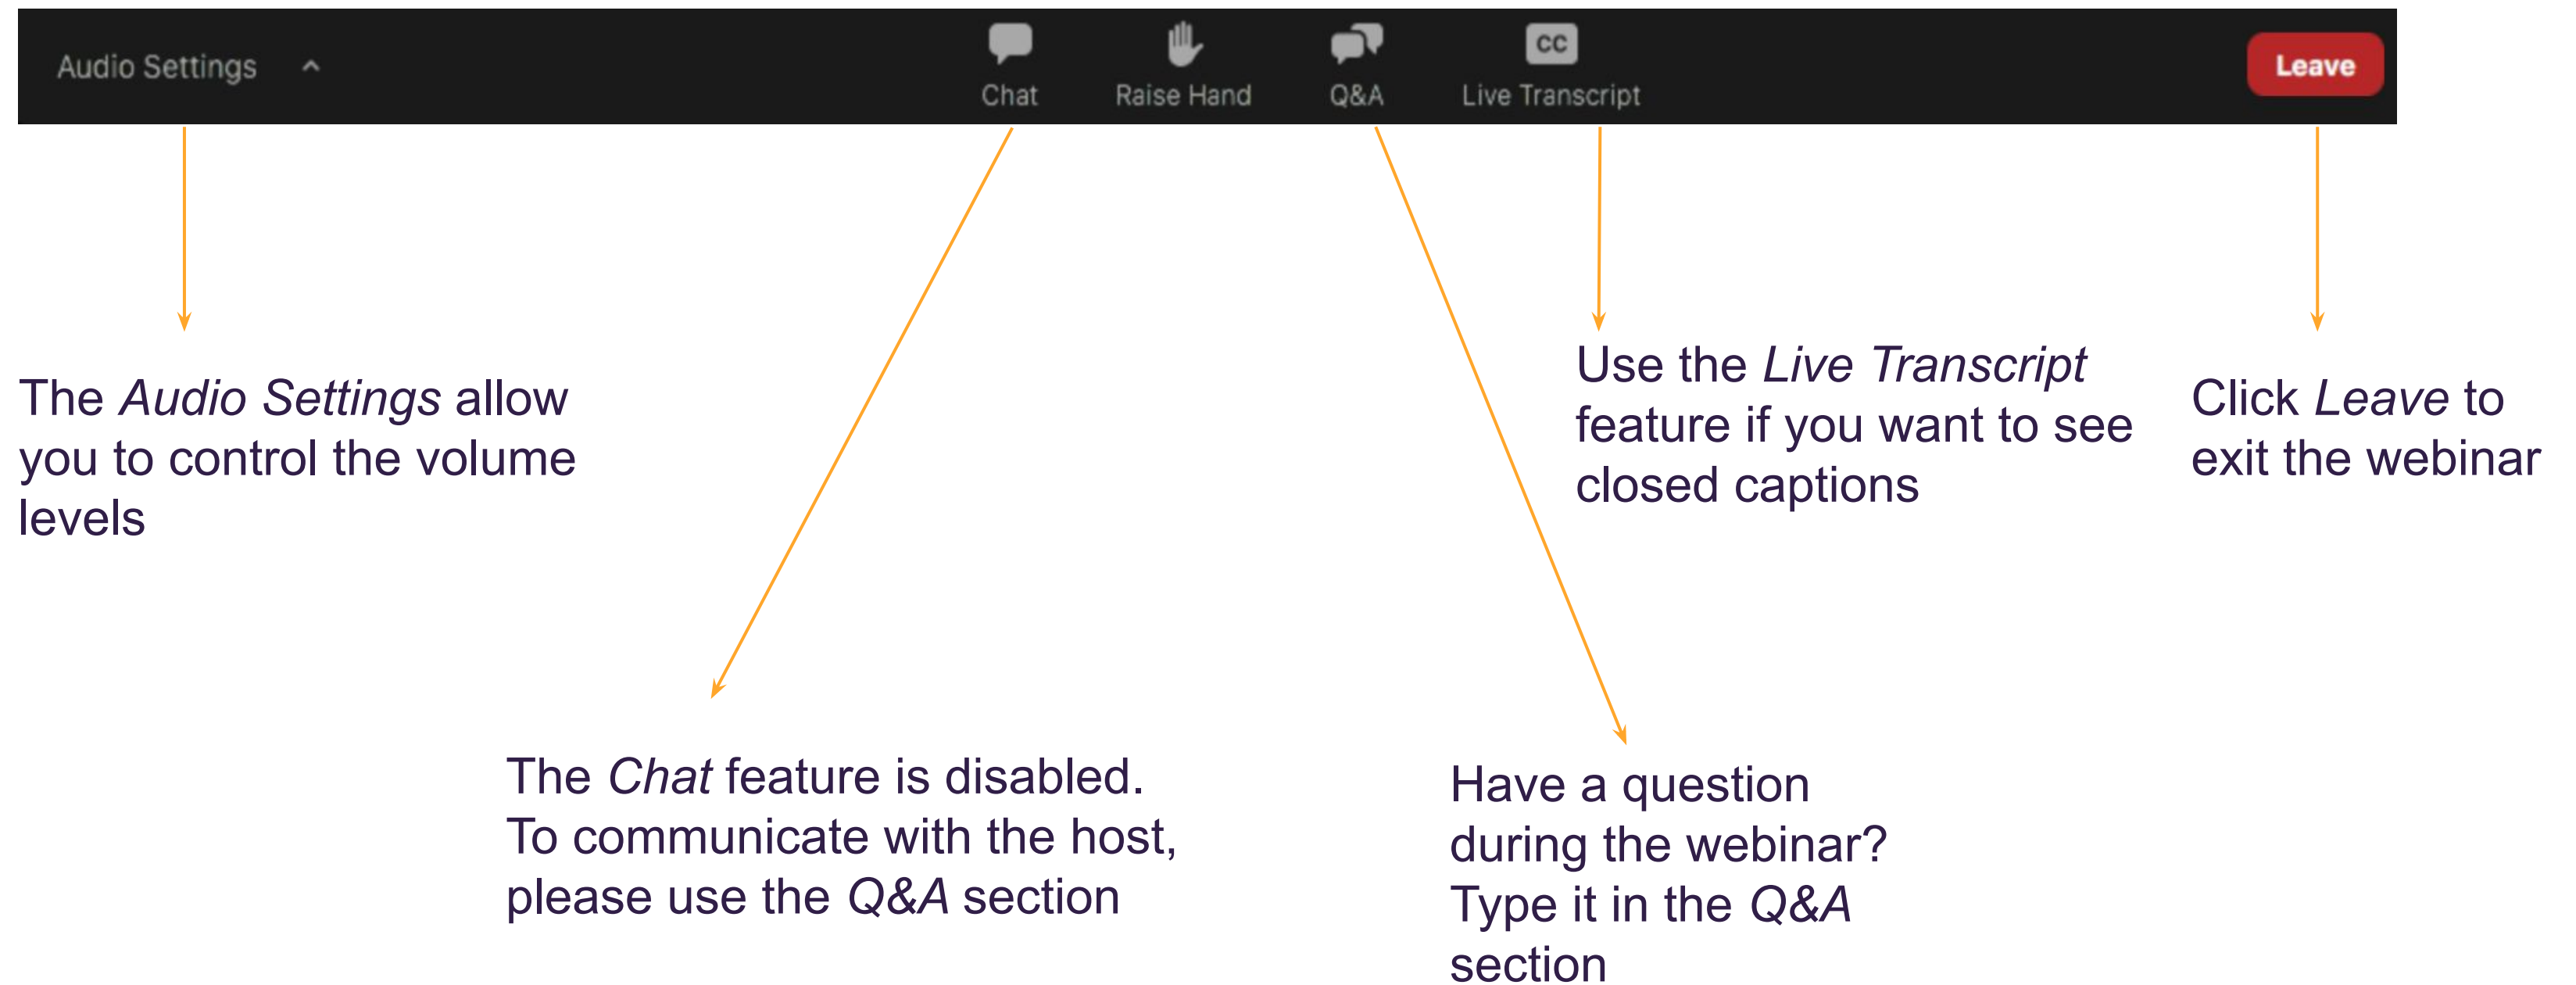 Audio Settings
Chat
Raise Hand
Q&A
CC
Live Transcript
Leave
The Audio Settings allow
you to control the volume
levels
Use the Live Transcript
feature if you want to see
closed captions
Click Leave to
exit the webinar
The Chat feature is disabled.
To communicate with the host,
please use the Q&A section
Have a question
during the webinar?
Type it in the Q&A
section